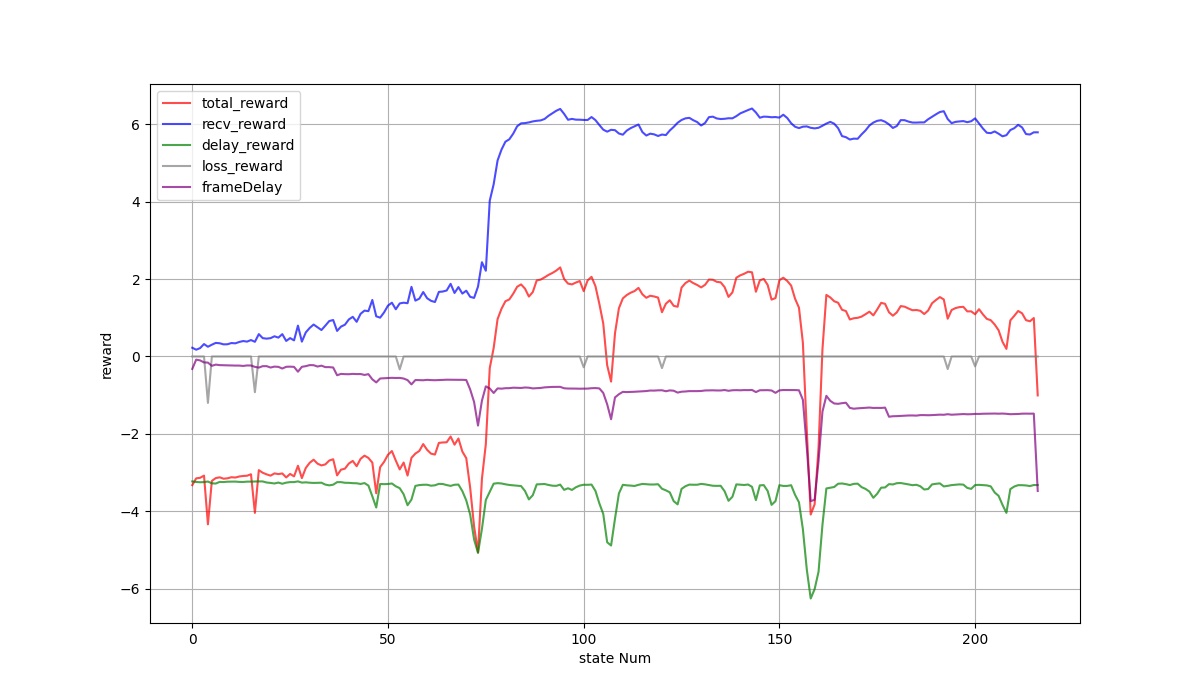 total_reward
recv_reward
delay_reward
loss_reward
frameDelay
reward
6
4
2
0
−2
−4
−6
0 50 100 150 200
state Num